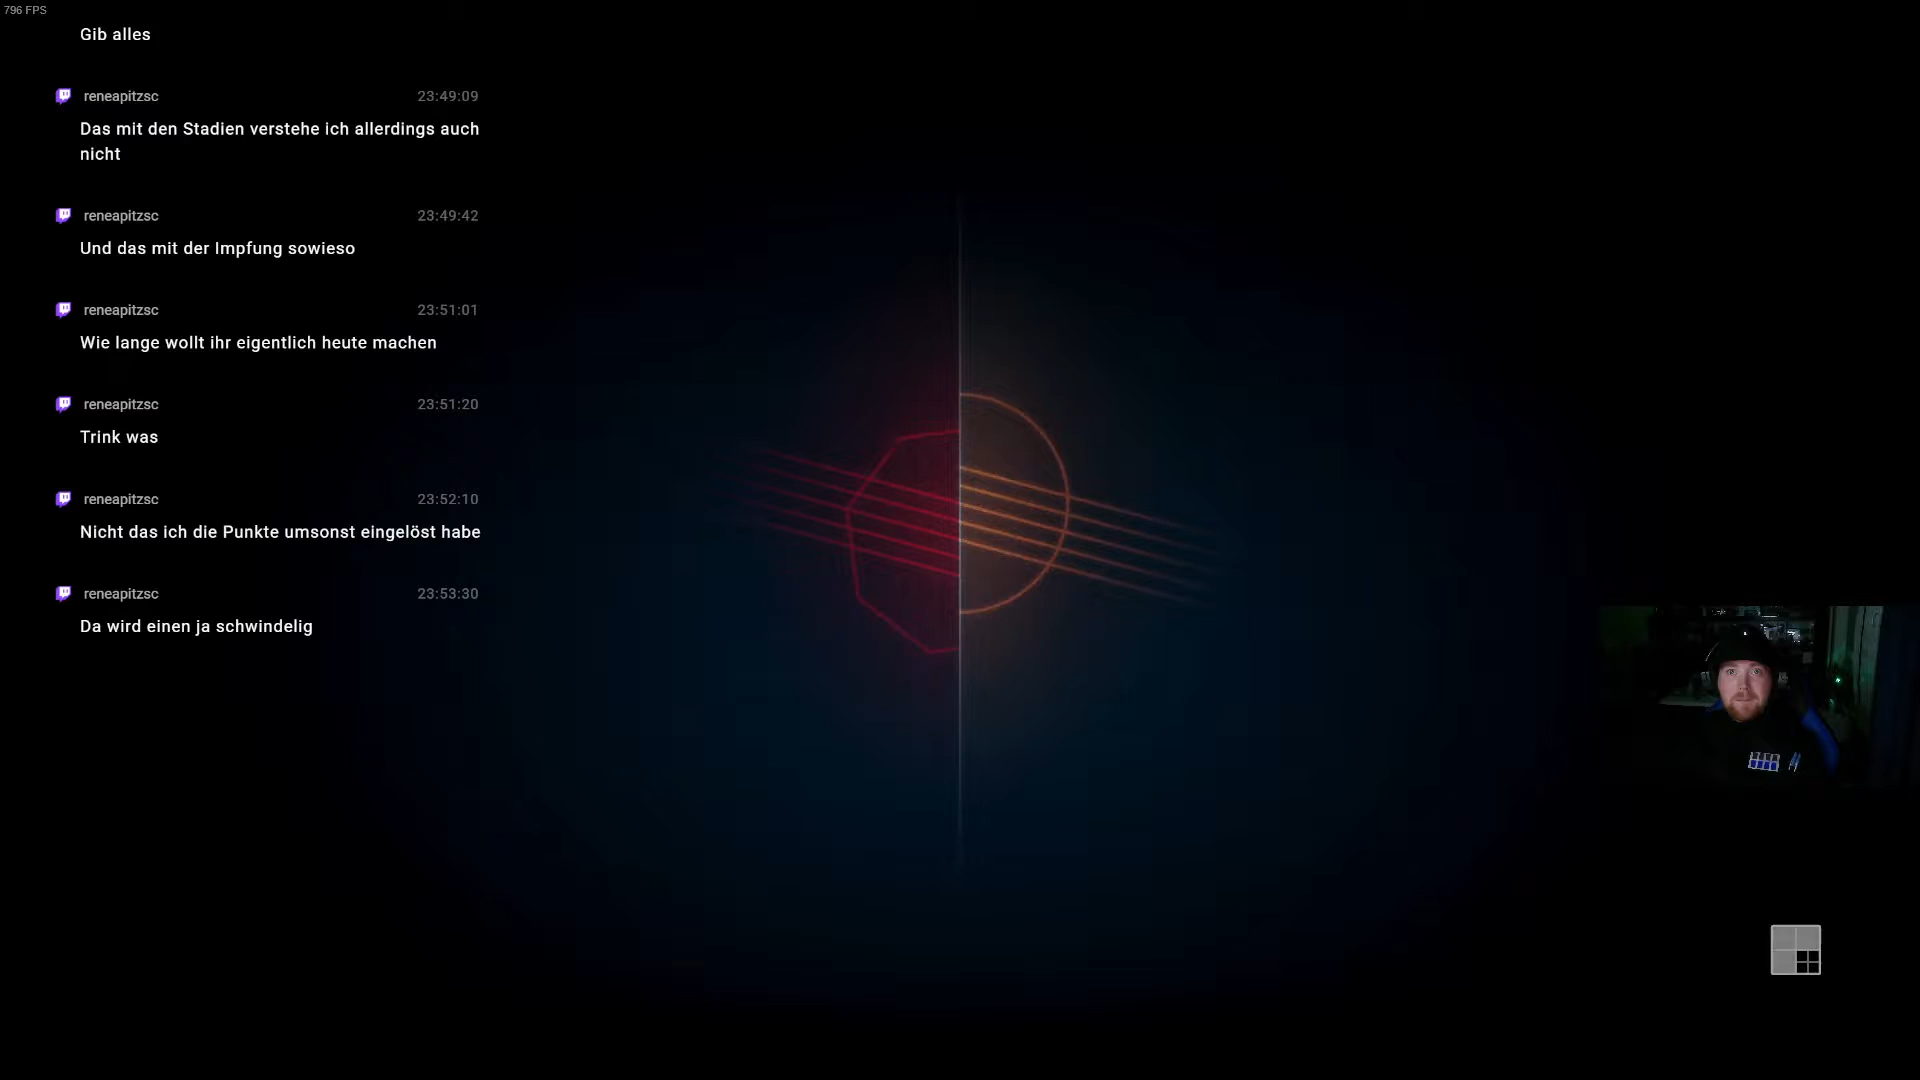 796 FPS
Gib alles
reneapitzsc 23:49:09
Das mit den Stadien verstehe ich allerdings auch
nicht
reneapitzsc 23:49:42
Und das mit der Impfung sowieso
reneapitzsc 23:51:01
Wie lange wollt ihr eigentlich heute machen
reneapitzsc 23:51:20
Trink was
reneapitzsc 23:52:10
Nicht das ich die Punkte umsonst eingelöst habe
reneapitzsc 23:53:30
Da wird einen ja schwindelig